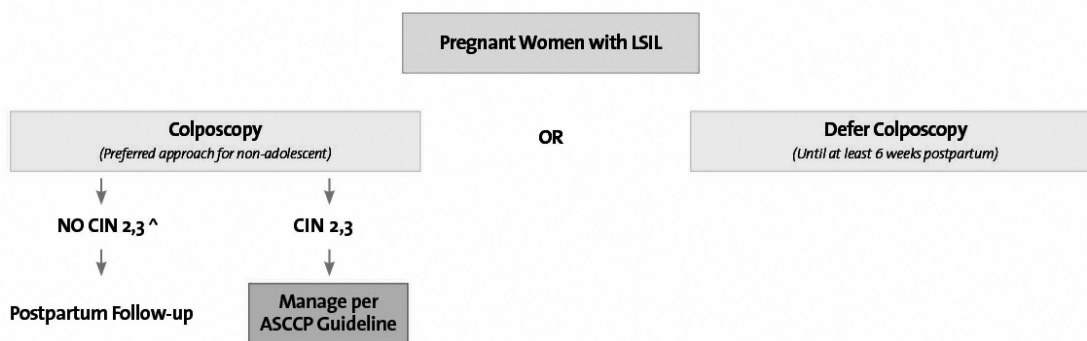 Pregnant Women with LSIL
Colposcopy
(Preferred approach for non-adolescent)
OR
Defer Colposcopy
(Until at least 6 weeks postpartum)
NO CIN 2,3 ^
CIN 2,3
Postpartum Follow-up
Manage per
ASCCP Guideline